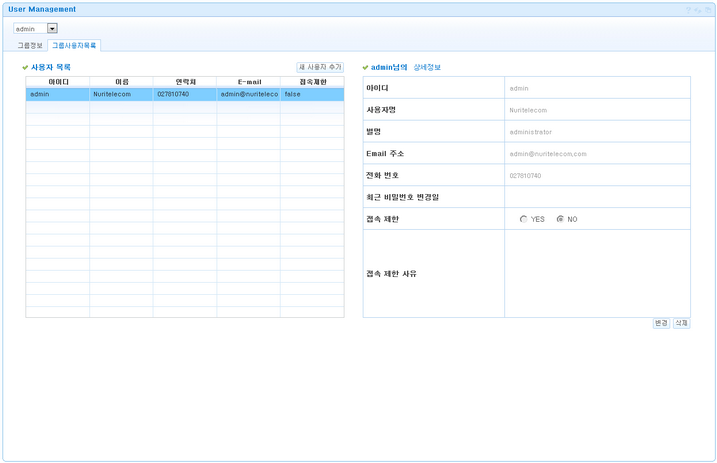 User Management
admin
그룹정보 그룹사용자목록
사용자 목록
새 사용자 추가
아이디 이름 연락처 E-mail 접속제한
admin Nuritelecom 027810740 admin@nuriteleco false
admin님의 상세정보
아이디 admin
사용자명 Nuritelecom
별명 administrator
Email 주소 admin@nuritelecom.com
전화 번호 027810740
최근 비밀번호 변경일
접속 제한 YES NO
접속 제한 사유
변경 삭제